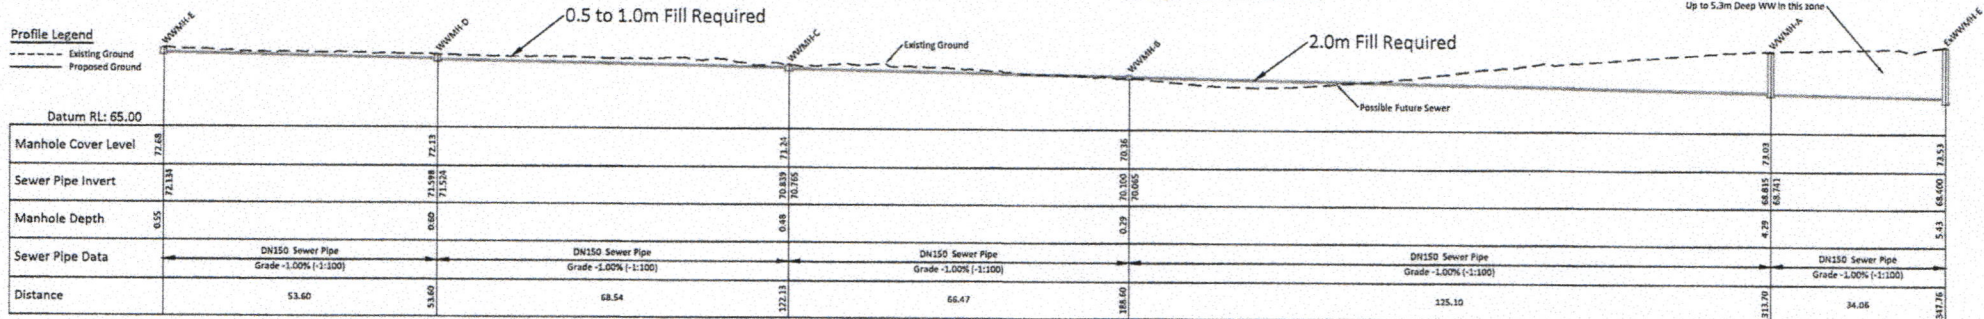 Profile Legend
Existing Ground
Proposed Ground
WWMH-E
WWMH-D
0.5 to 1.0m Fill Required
WWMH-C
Existing Ground
WWMH-B
2.0m Fill Required
Possible Future Sewer
Up to 5.3m Deep WW in this zone
WWMH-A
ExWWMH E
Datum RL: 65.00
Manhole Cover Level 72.68 72.13 71.24 70.36 73.03 73.53
Sewer Pipe Invert 72.134 71.598 71.524 70.839 70.765 70.100 70.065 68.815 68.741 68.400
Manhole Depth 0.55 0.60 0.48 0.29 4.29 5.43
Sewer Pipe Data
DN150 Sewer Pipe DN150 Sewer Pipe DN150 Sewer Pipe DN150 Sewer Pipe DN150 Sewer Pipe
Grade -1.00% (-1:100) Grade -1.00% (-1:100) Grade -1.00% (-1:100) Grade -1.00% (-1:100) Grade -1.00% (-1:100)
Distance 53.60 53.60 68.54 122.13 66.47 188.60 125.10 313.70 34.06 347.76